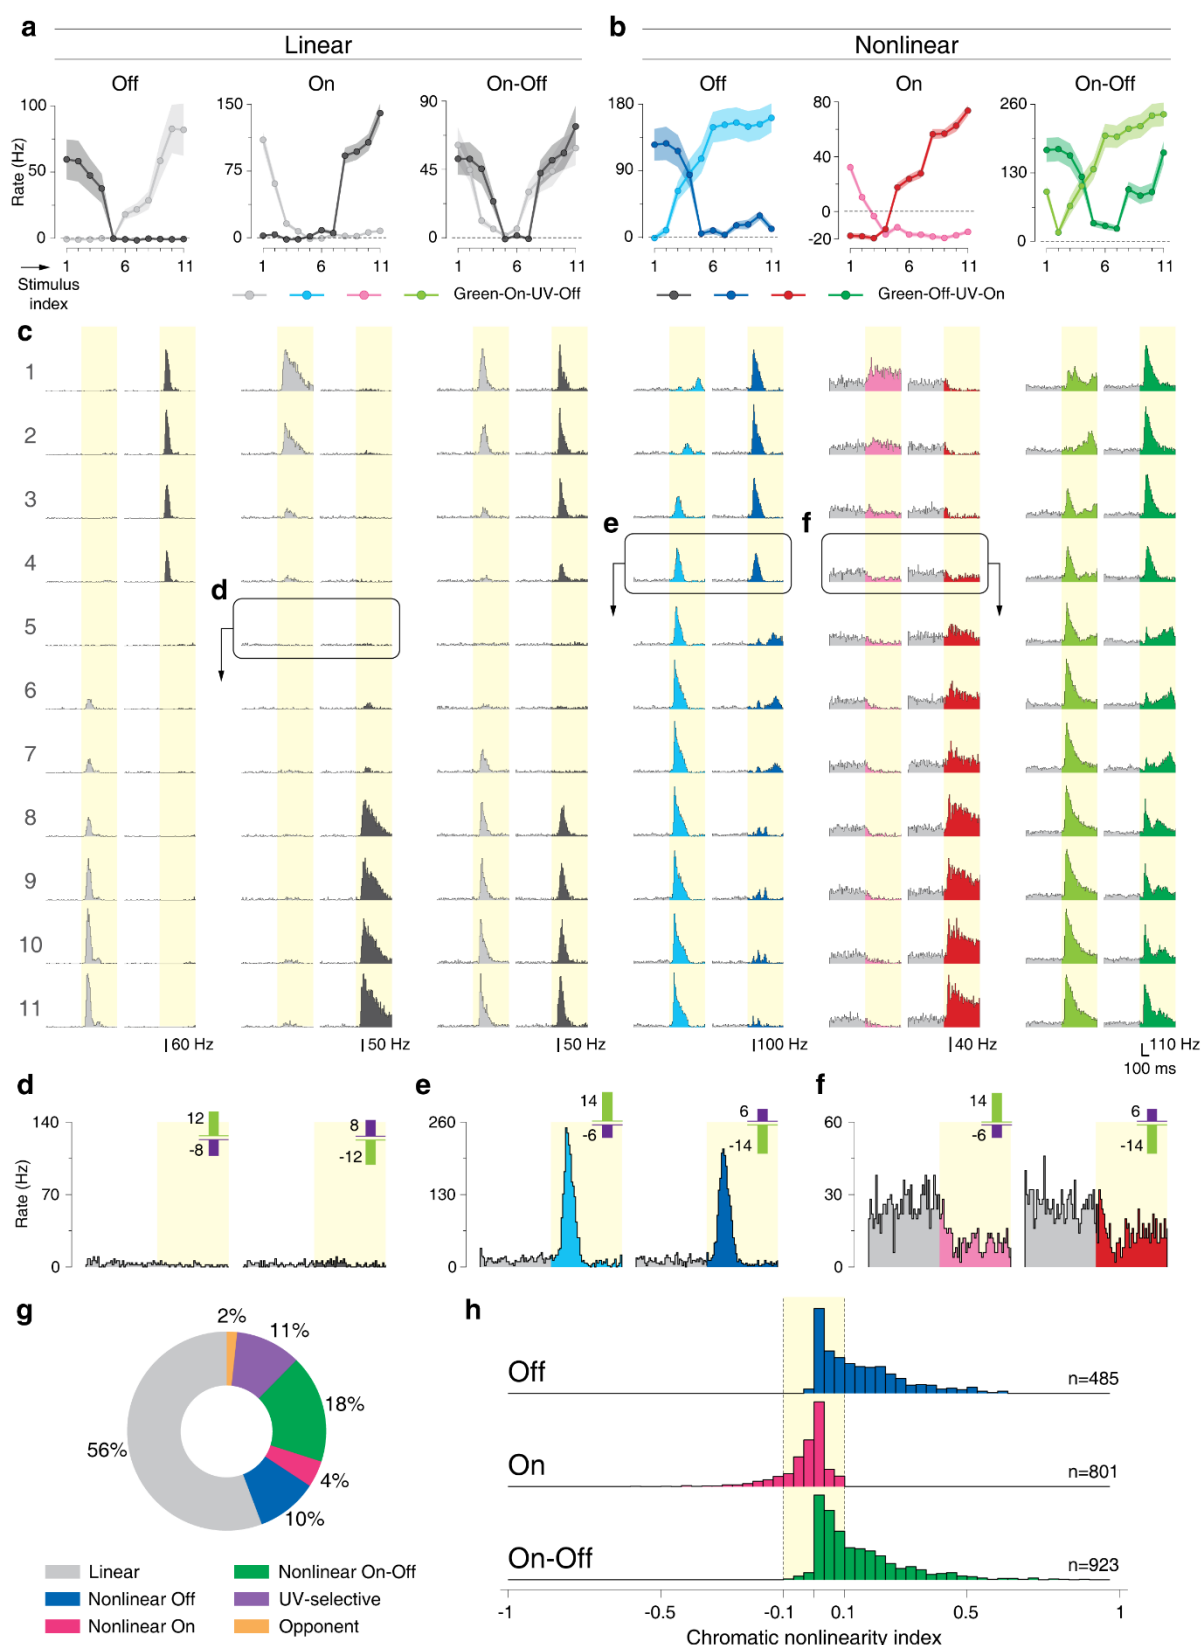 a
Linear
b
Nonlinear
Off
On
On-Off
Off
On
On-Off
Rate (Hz)
100
50
0
150
75
0
90
45
0
180
90
0
80
40
0
-20
260
130
0
1 6 11
1 6 11
1 6 11
1 6 11
1 6 11
1 6 11
Stimulus
index
Green-On-UV-Off
Green-Off-UV-On
c
1
2
3
e
f
4
d
5
6
7
8
9
10
11
60 Hz
50 Hz
50 Hz
100 Hz
40 Hz
110 Hz
100 ms
d
Rate (Hz)
140
70
0
12
-8
8
-12
e
260
130
0
14
-6
6
-14
f
60
30
0
14
-6
6
-14
g
2%
11%
18%
4%
10%
56%
Linear
Nonlinear Off
Nonlinear On
Nonlinear On-Off
UV-selective
Opponent
h
Off
n=485
On
n=801
On-Off
n=923
-1 -0.5 -0.1 0.1 0.5 1
Chromatic nonlinearity index